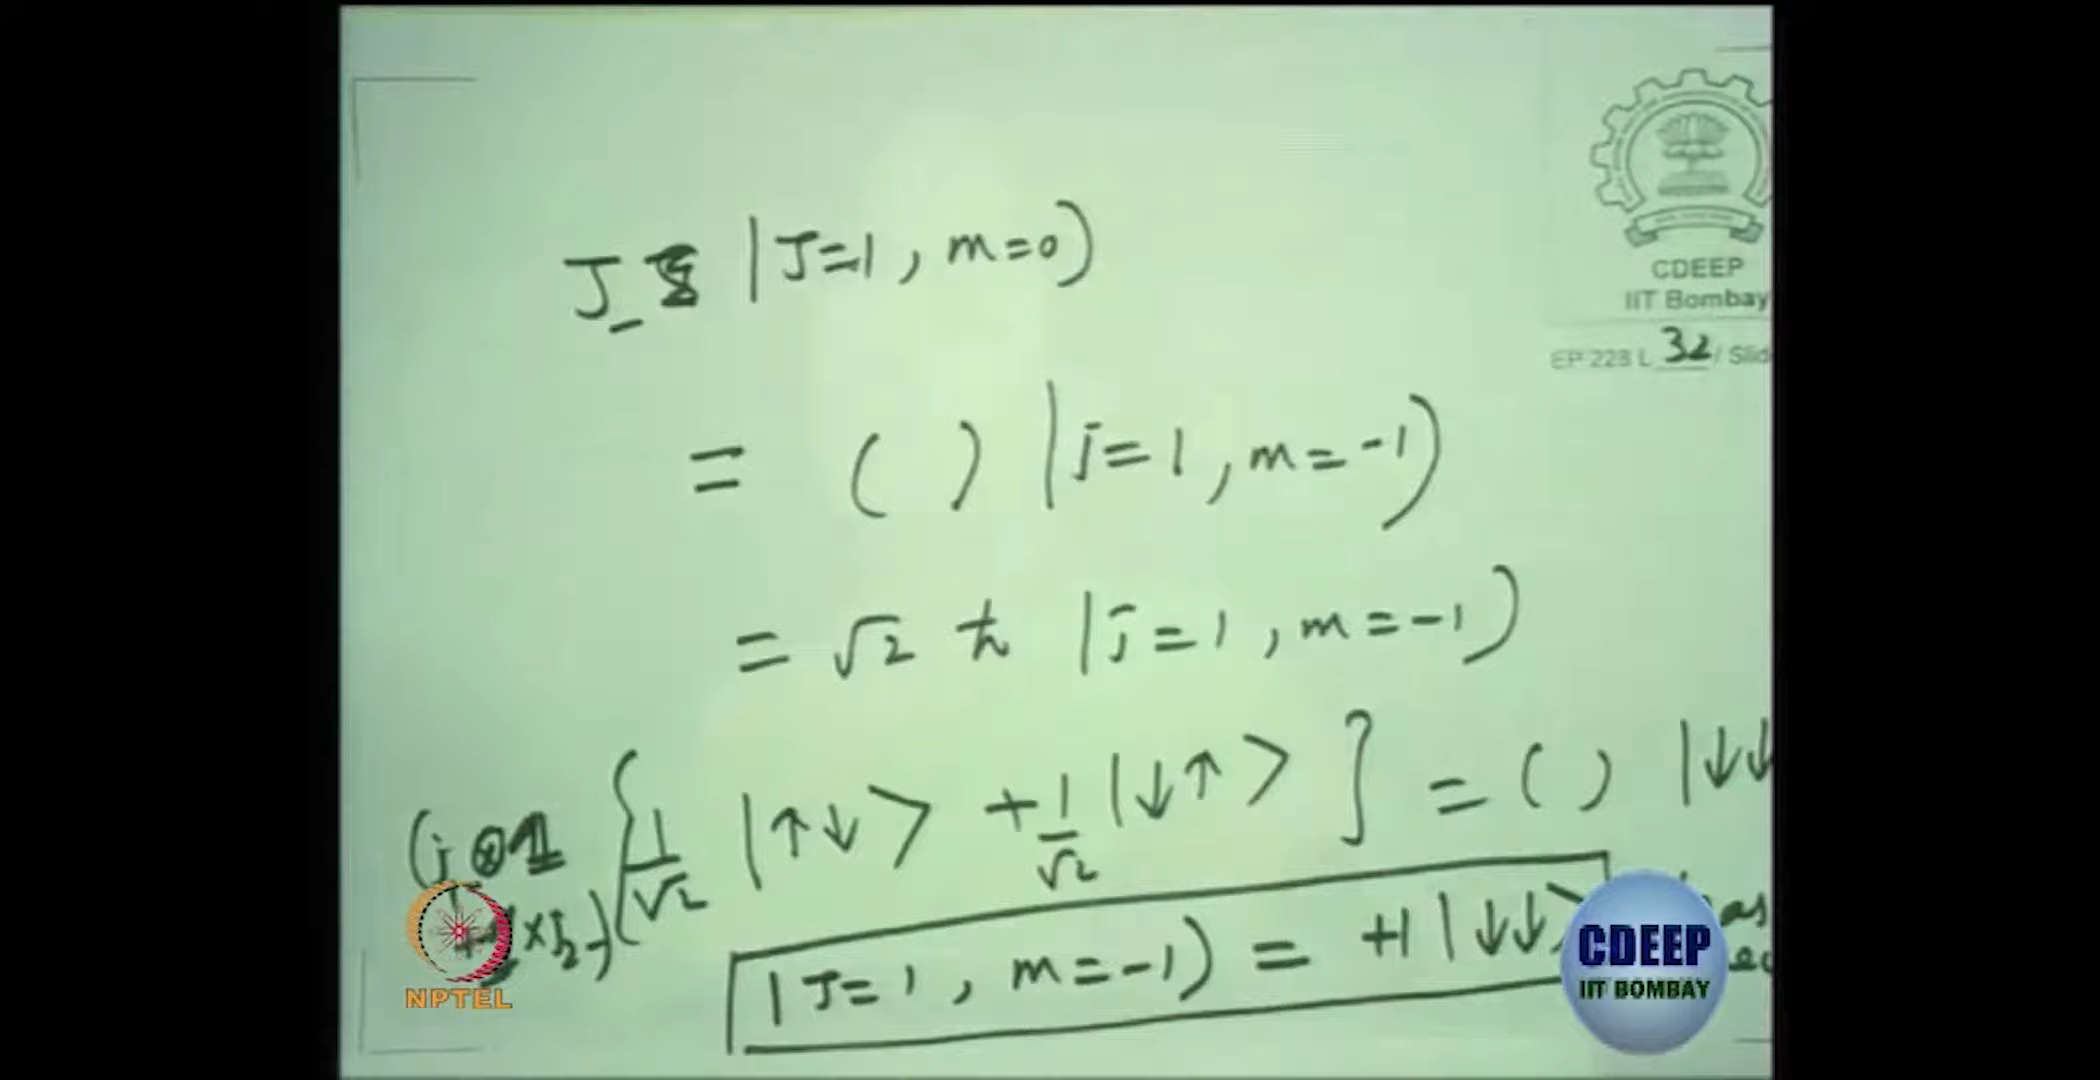 CDEEP
IIT Bombay
EP 228 L 32 / Slid
J_ |J=1, m=0)
= ( ) |j=1, m=-1)
= √2 ħ |j=1, m=-1)
{1/√2 |↑↓> + 1/√2 |↓↑>} = ( ) |↓↓
|J=1, m=-1) = +1 |↓↓>
NPTEL
CDEEP
IIT BOMBAY